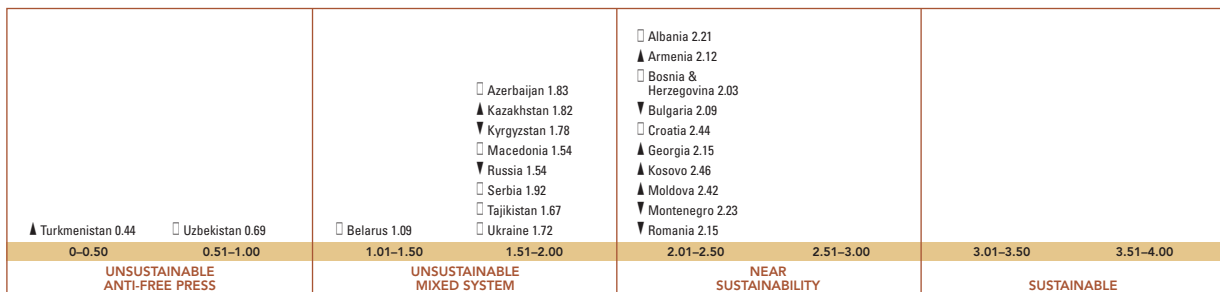 ▲ Turkmenistan 0.44
▯ Uzbekistan 0.69
▯ Belarus 1.09
▯ Azerbaijan 1.83
▲ Kazakhstan 1.82
▼ Kyrgyzstan 1.78
▯ Macedonia 1.54
▼ Russia 1.54
▯ Serbia 1.92
▯ Tajikistan 1.67
▯ Ukraine 1.72
▯ Albania 2.21
▲ Armenia 2.12
▯ Bosnia &
Herzegovina 2.03
▼ Bulgaria 2.09
▯ Croatia 2.44
▲ Georgia 2.15
▲ Kosovo 2.46
▲ Moldova 2.42
▼ Montenegro 2.23
▼ Romania 2.15
0–0.50 0.51–1.00 1.01–1.50 1.51–2.00 2.01–2.50 2.51–3.00 3.01–3.50 3.51–4.00
UNSUSTAINABLE
ANTI-FREE PRESS
UNSUSTAINABLE
MIXED SYSTEM
NEAR
SUSTAINABILITY
SUSTAINABLE